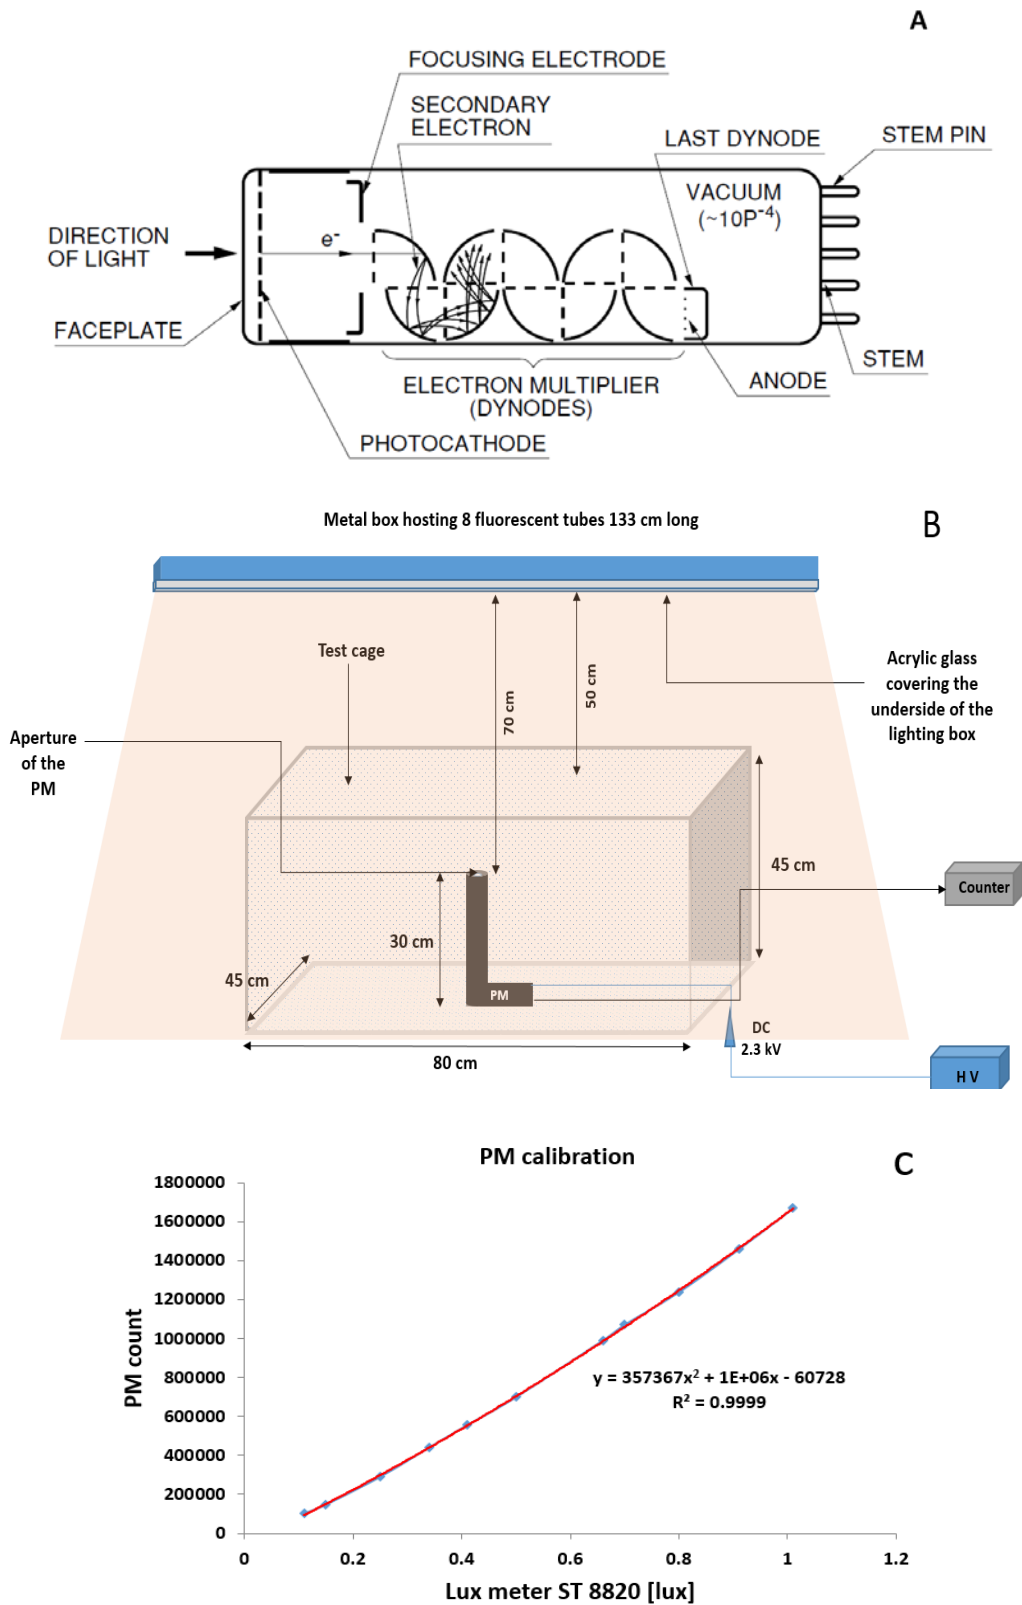 A
FOCUSING ELECTRODE
SECONDARY
ELECTRON
LAST DYNODE
STEM PIN
VACUUM
(~10P⁻⁴)
DIRECTION
OF LIGHT
e⁻
FACEPLATE
STEM
ANODE
ELECTRON MULTIPLIER
(DYNODES)
PHOTOCATHODE
B
Metal box hosting 8 fluorescent tubes 133 cm long
Test cage
70 cm
50 cm
Acrylic glass
covering the
underside of the
lighting box
Aperture
of the
PM
45 cm
Counter
30 cm
45 cm
PM
DC
2.3 kV
80 cm
H V
C
PM calibration
PM count
1800000
1600000
1400000
1200000
1000000
800000
600000
400000
200000
0
y = 357367x² + 1E+06x - 60728
R² = 0.9999
0 0.2 0.4 0.6 0.8 1 1.2
Lux meter ST 8820 [lux]